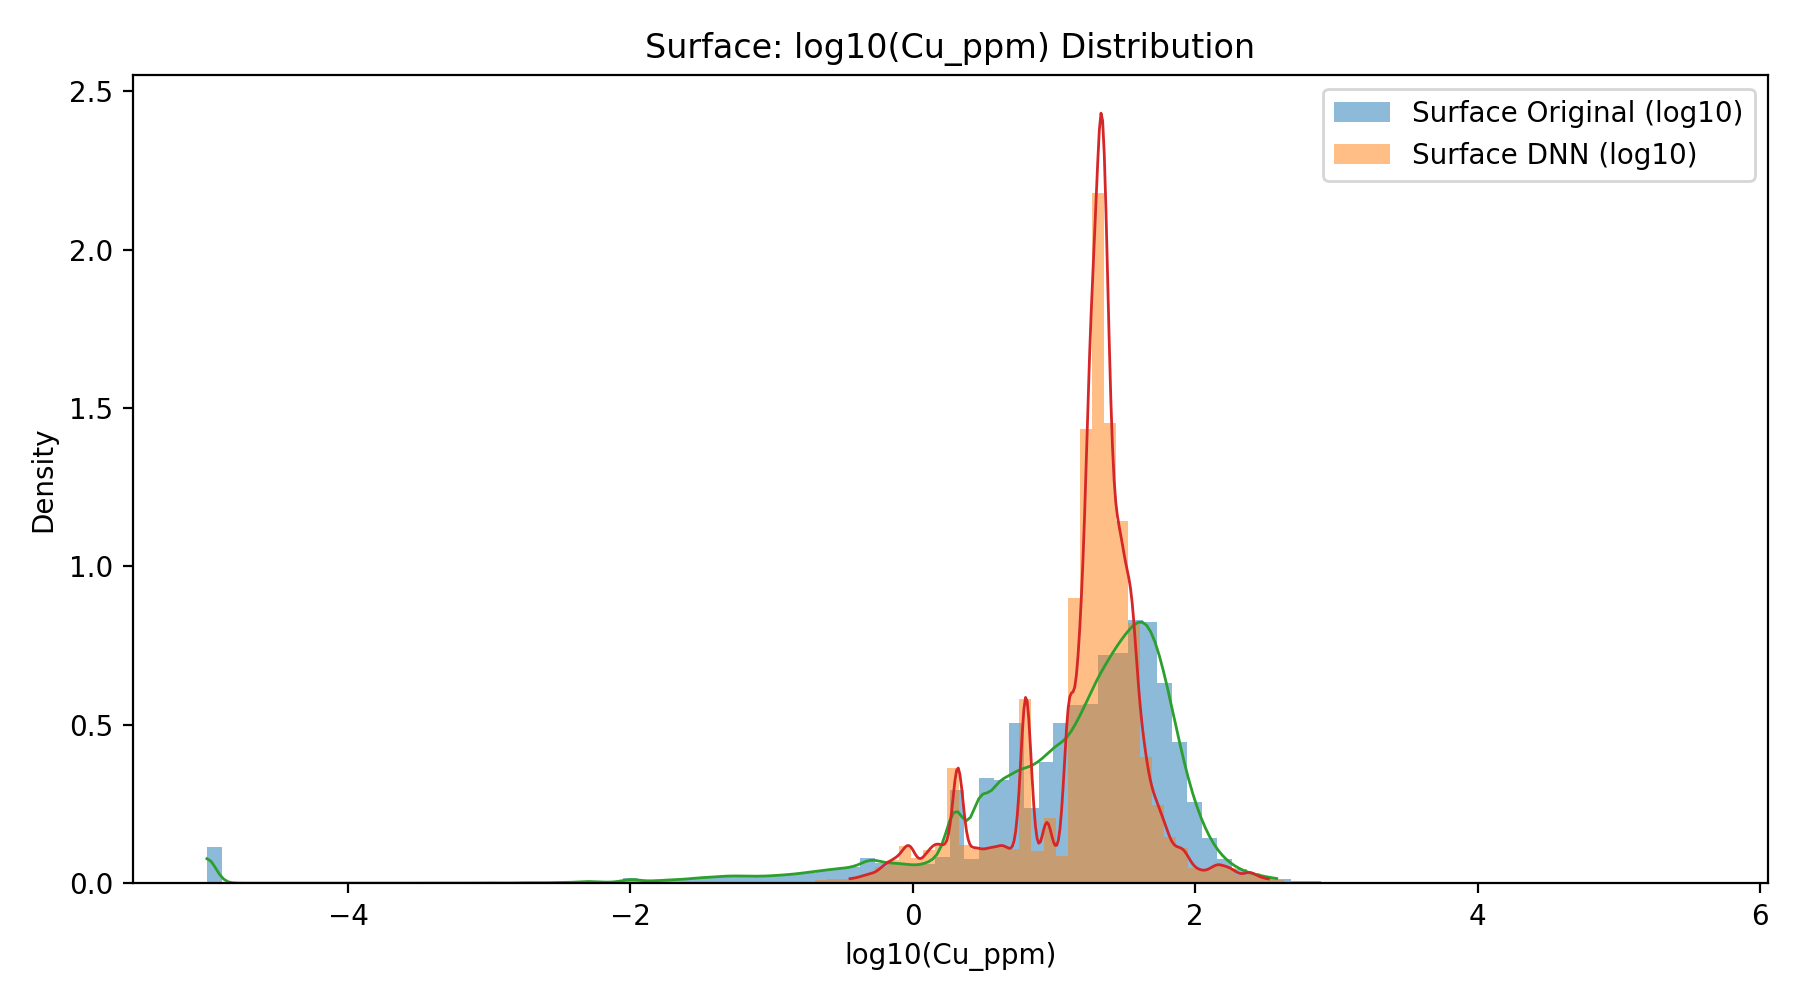 Surface: log10(Cu_ppm) Distribution
Surface Original (log10)
Surface DNN (log10)
Density
2.5
2.0
1.5
1.0
0.5
0.0
−4
−2
0
2
4
6
log10(Cu_ppm)